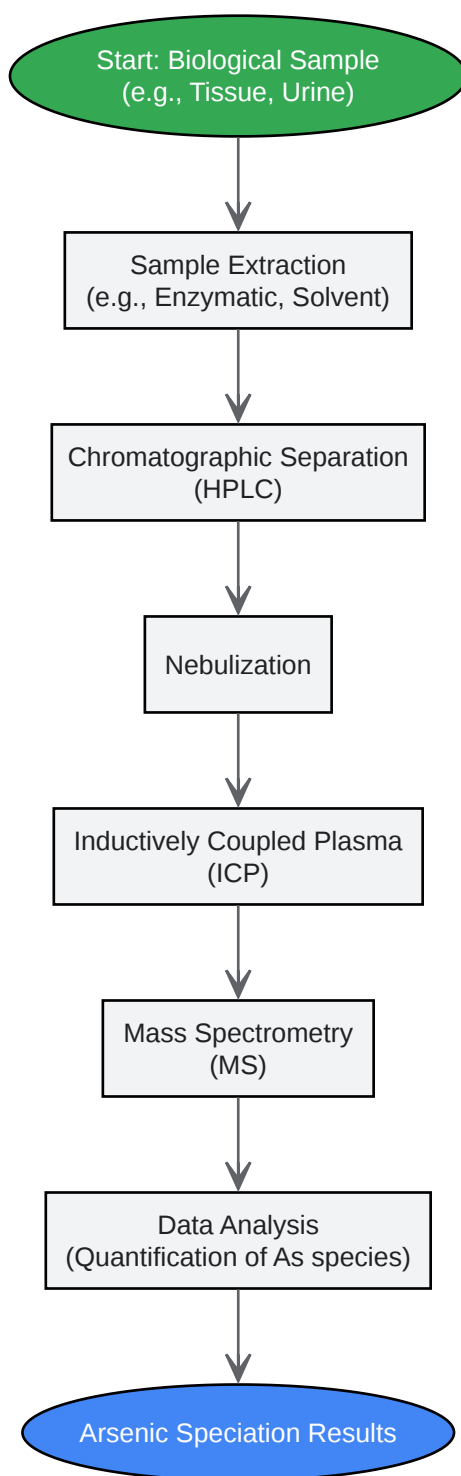 Start: Biological Sample
(e.g., Tissue, Urine)
Sample Extraction
(e.g., Enzymatic, Solvent)
Chromatographic Separation
(HPLC)
Nebulization
Inductively Coupled Plasma
(ICP)
Mass Spectrometry
(MS)
Data Analysis
(Quantification of As species)
Arsenic Speciation Results